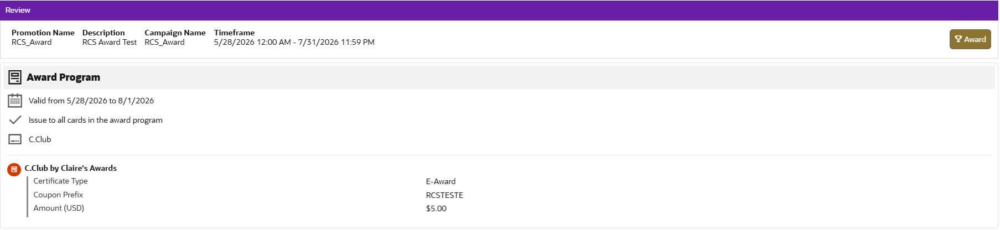 Review
Promotion Name Description Campaign Name Timeframe
RCS_Award RCS Award Test RCS_Award 5/28/2026 12:00 AM - 7/31/2026 11:59 PM
Award
Award Program
Valid from 5/28/2026 to 8/1/2026
Issue to all cards in the award program
C.Club
C.Club by Claire's Awards
Certificate Type E-Award
Coupon Prefix RCSTESTE
Amount (USD) $5.00